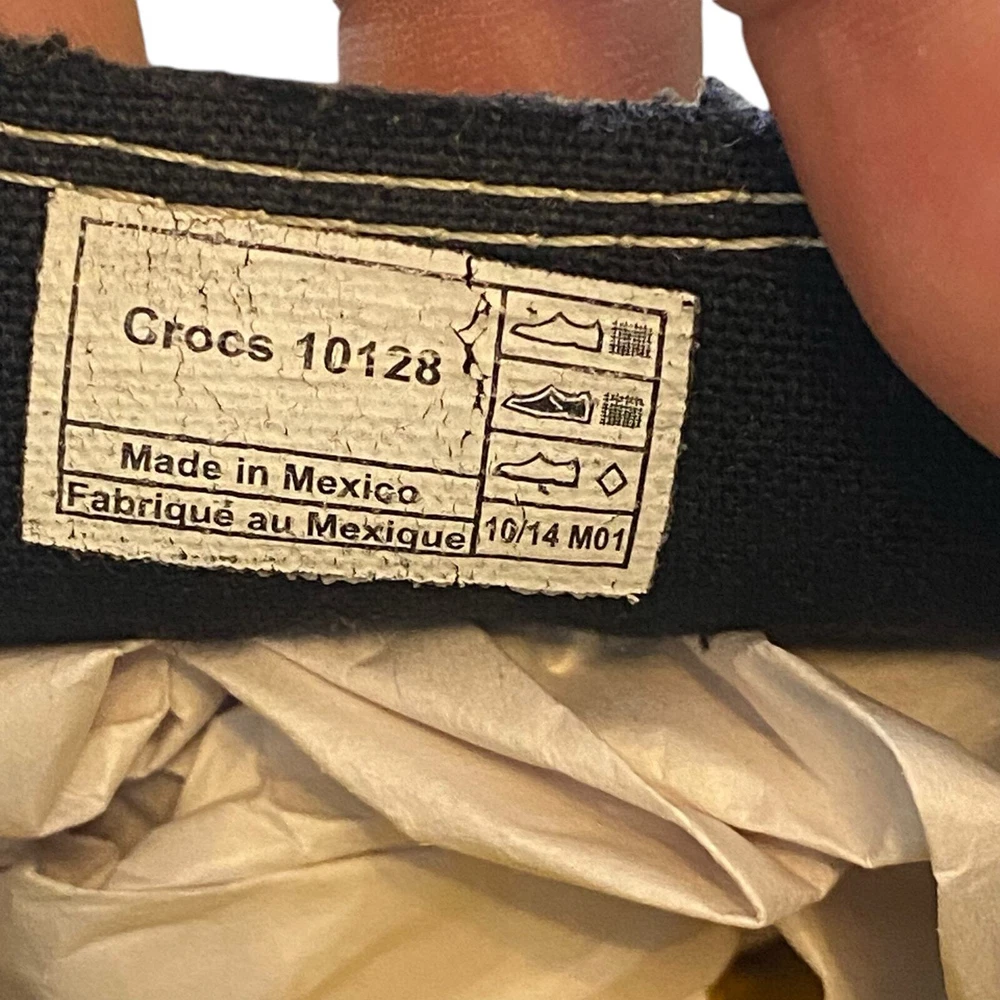 Crocs 10128
Made in Mexico
Fabriqué au Mexique
10/14 M01